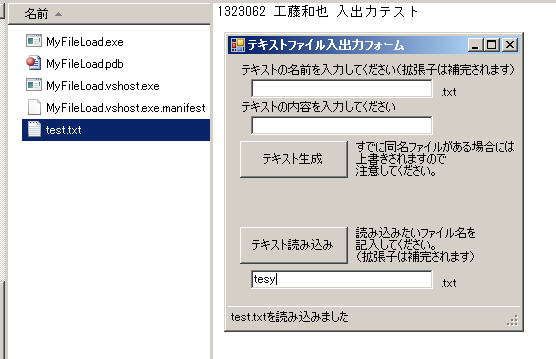 名前
MyFileLoad.exe
MyFileLoad.pdb
MyFileLoad.vshost.exe
MyFileLoad.vshost.exe.manifest
test.txt
1323062 工藤和也 入出力テスト
テキストファイル入出力フォーム
テキストの名前を入力してください(拡張子は補完されます)
.txt
テキストの内容を入力してください
テキスト生成
すでに同名ファイルがある場合には
上書きされますので
注意してください。
テキスト読み込み
読み込みたいファイル名を
記入してください。
(拡張子は補完されます)
tesy
.txt
test.txtを読み込みました